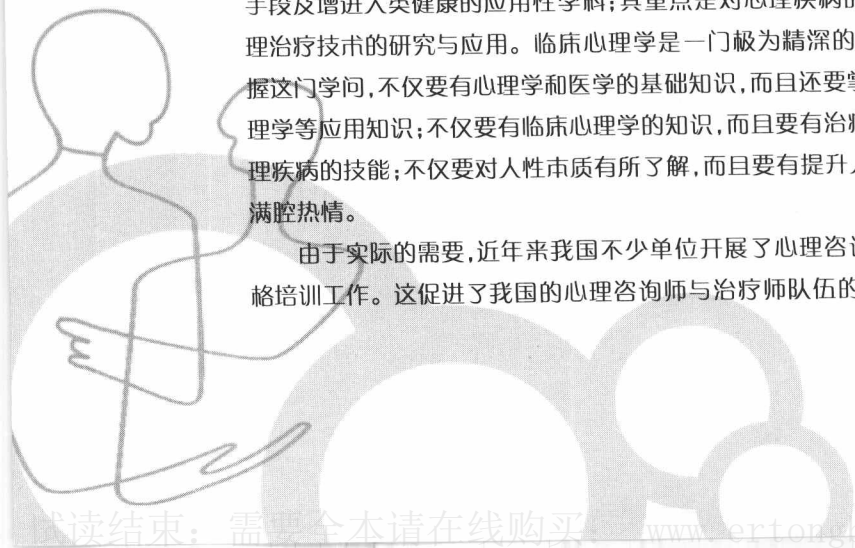 手段及增进人类健康的应用性学科；其重点是对心理疾病的
理治疗技术的研究与应用。临床心理学是一门极为精深的
握这门学问，不仅要有心理学和医学的基础知识，而且还要掌
理学等应用知识；不仅要有临床心理学的知识，而且要有治疗
理疾病的技能；不仅要对人性本质有所了解，而且要有提升人
满腔热情。
由于实际的需要，近年来我国不少单位开展了心理咨询
格培训工作。这促进了我国的心理咨询师与治疗师队伍的
试读结束：需要全本请在线购买： www.ertong